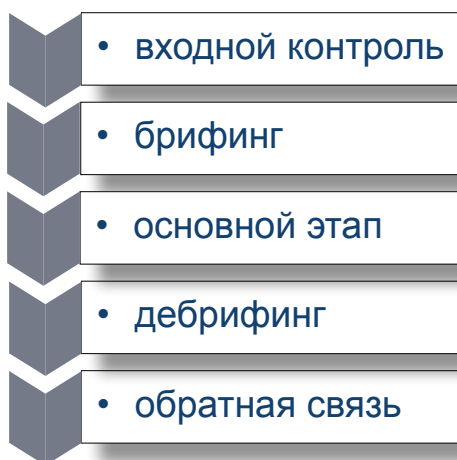 • входной контроль
• брифинг
• основной этап
• дебрифинг
• обратная связь